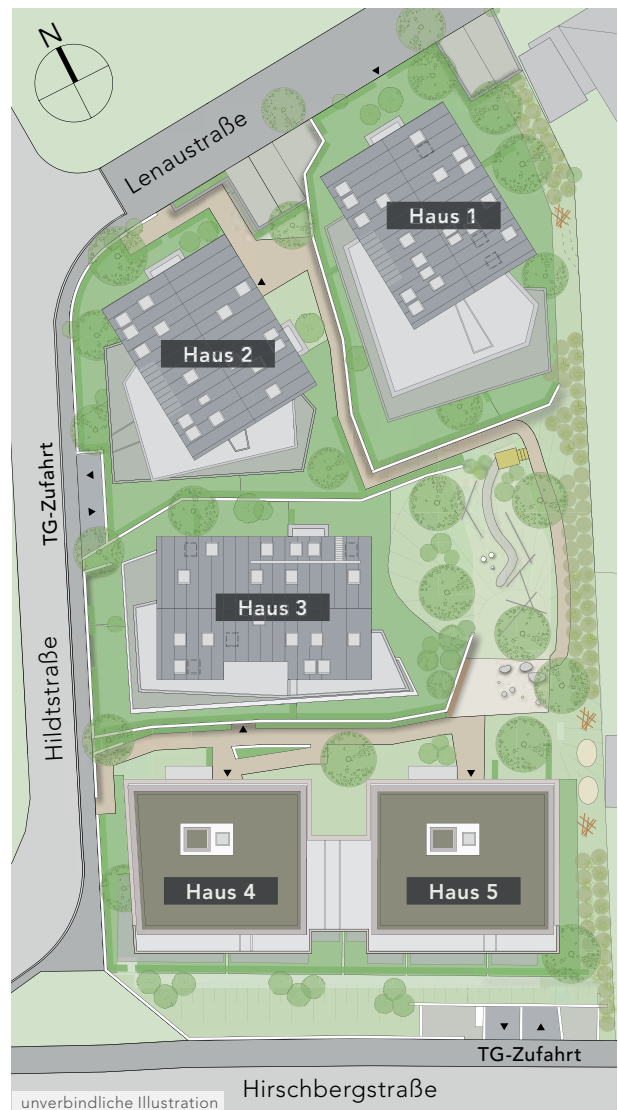 N
Lenaustraße
Haus 1
Haus 2
TG-Zufahrt
Haus 3
Hildtstraße
Haus 4
Haus 5
TG-Zufahrt
Hirschbergstraße
unverbindliche Illustration